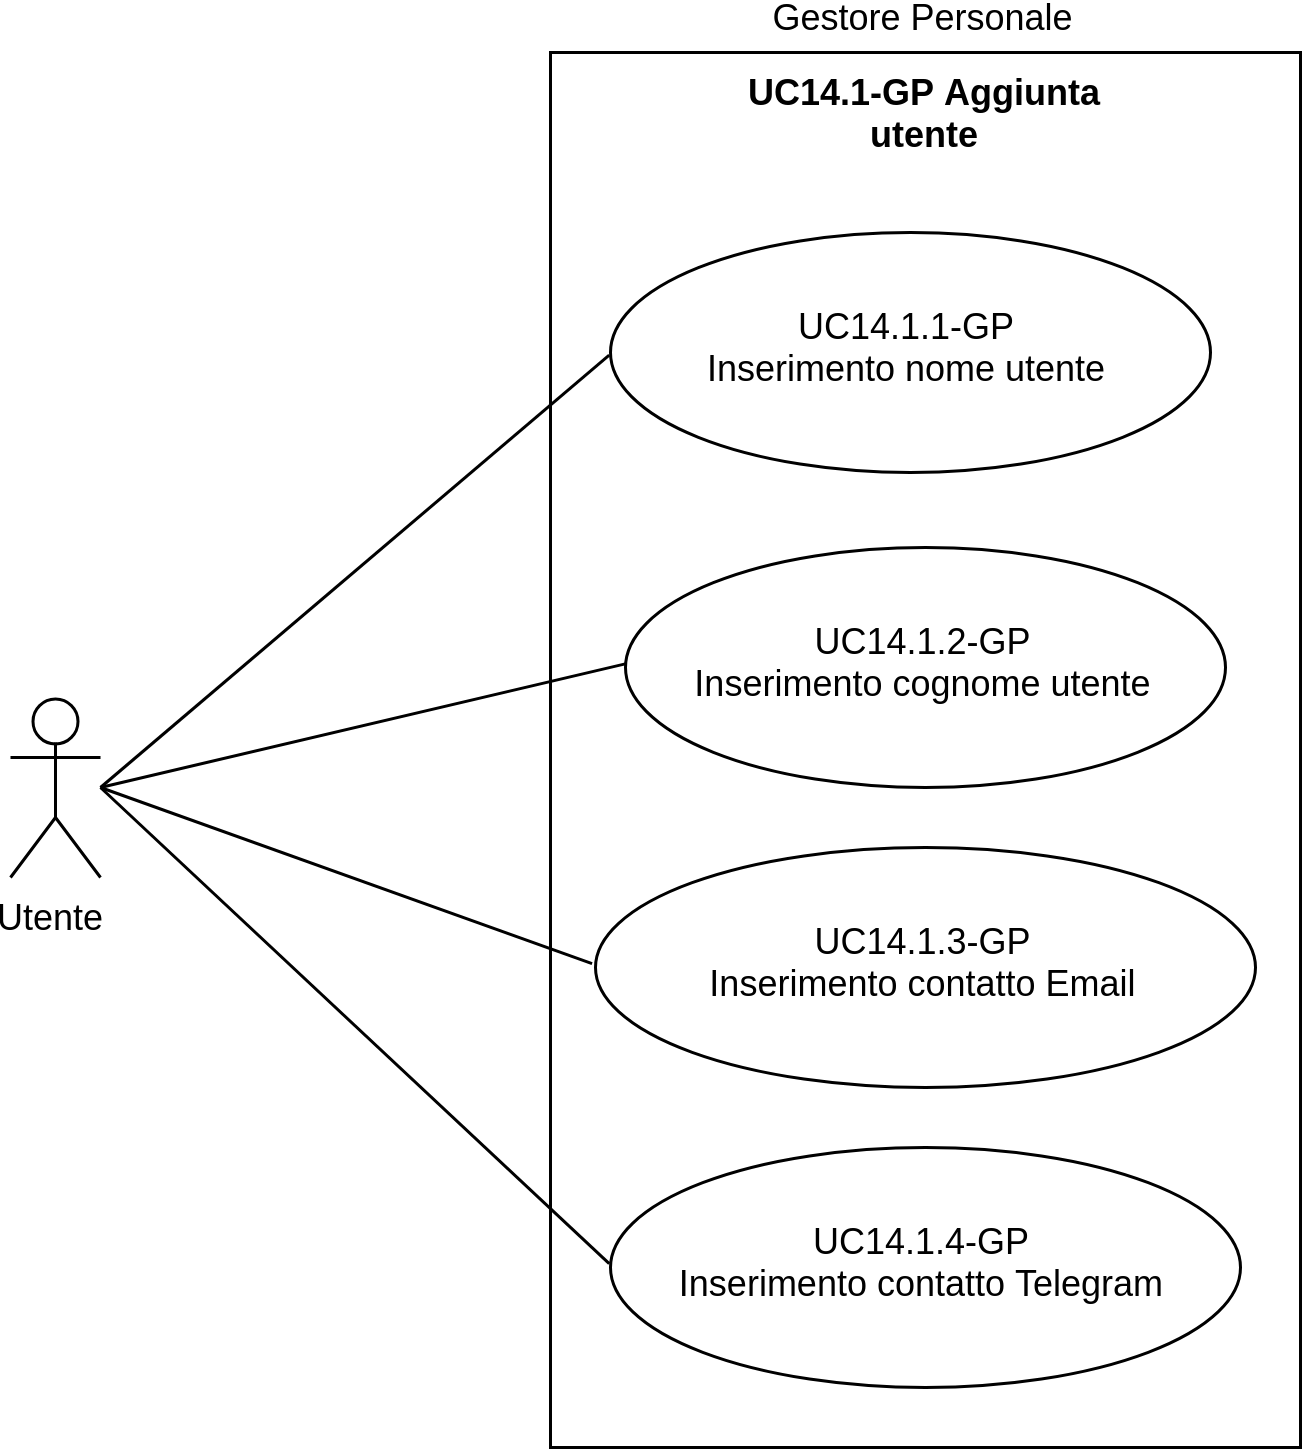 Gestore Personale
UC14.1-GP Aggiunta
utente
UC14.1.1-GP
Inserimento nome utente
UC14.1.2-GP
Inserimento cognome utente
Utente
UC14.1.3-GP
Inserimento contatto Email
UC14.1.4-GP
Inserimento contatto Telegram